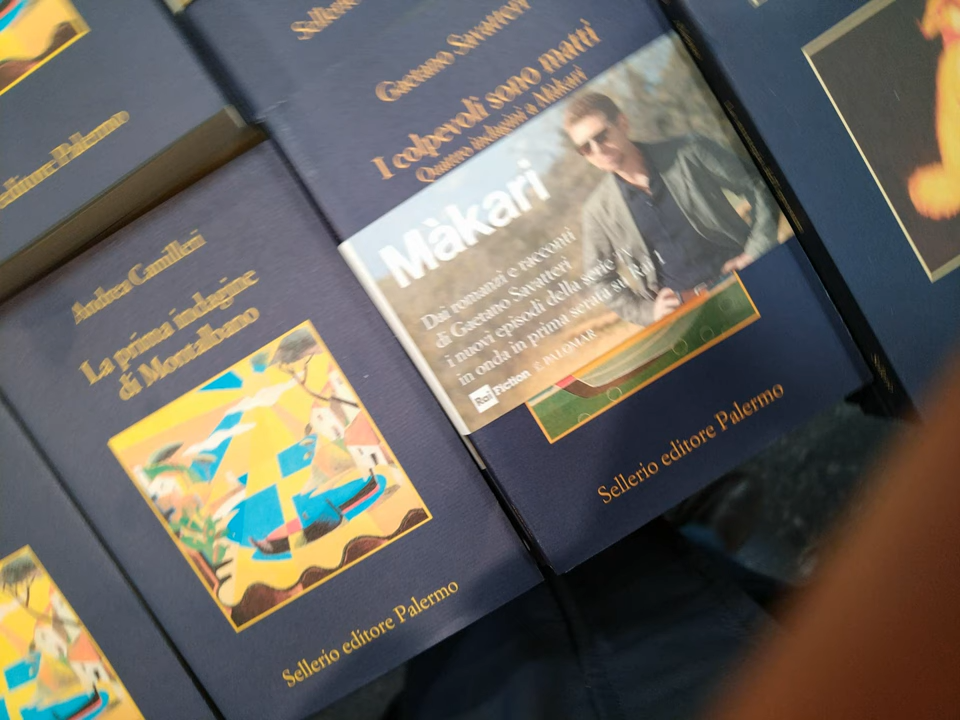 Sellerio
editore Palermo
Andrea Camilleri
La prima indagine
di Montalbano
Sellerio editore Palermo
Gaetano Savatteri
I colpevoli sono matti
Quattro indagini a Màkari
Màkari
Dai romanzi e racconti
di Gaetano Savatteri
i nuovi episodi della serie TV
in onda in prima serata su Rai 1
Rai Fiction E PALOMAR
Sellerio editore Palermo